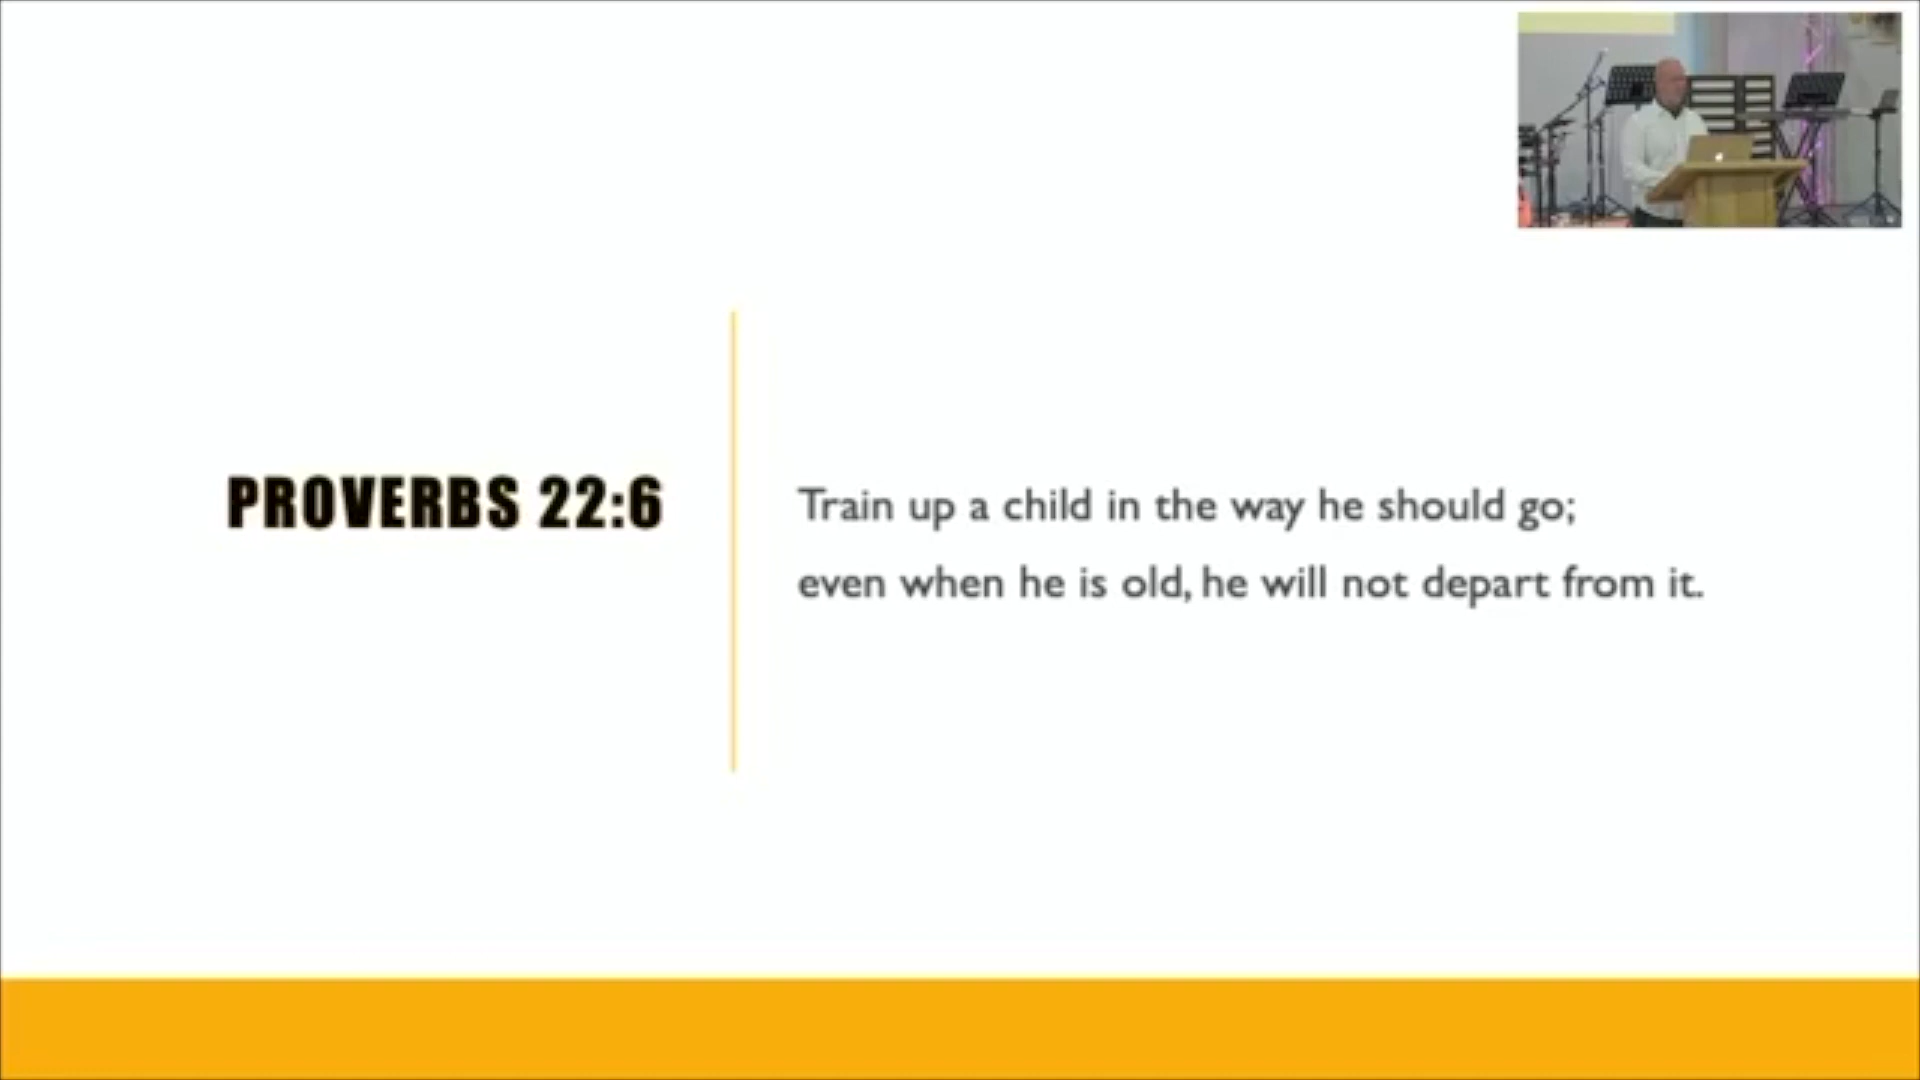 PROVERBS 22:6
Train up a child in the way he should go;
even when he is old, he will not depart from it.